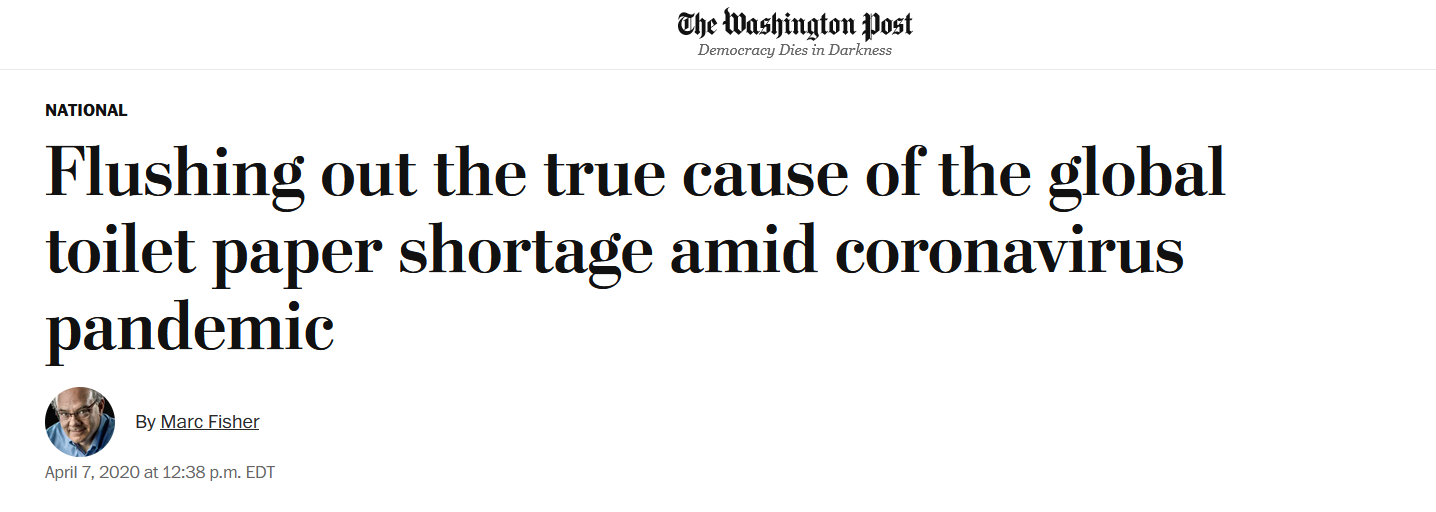 The Washington Post
Democracy Dies in Darkness
NATIONAL
Flushing out the true cause of the global
toilet paper shortage amid coronavirus
pandemic
By Marc Fisher
April 7, 2020 at 12:38 p.m. EDT